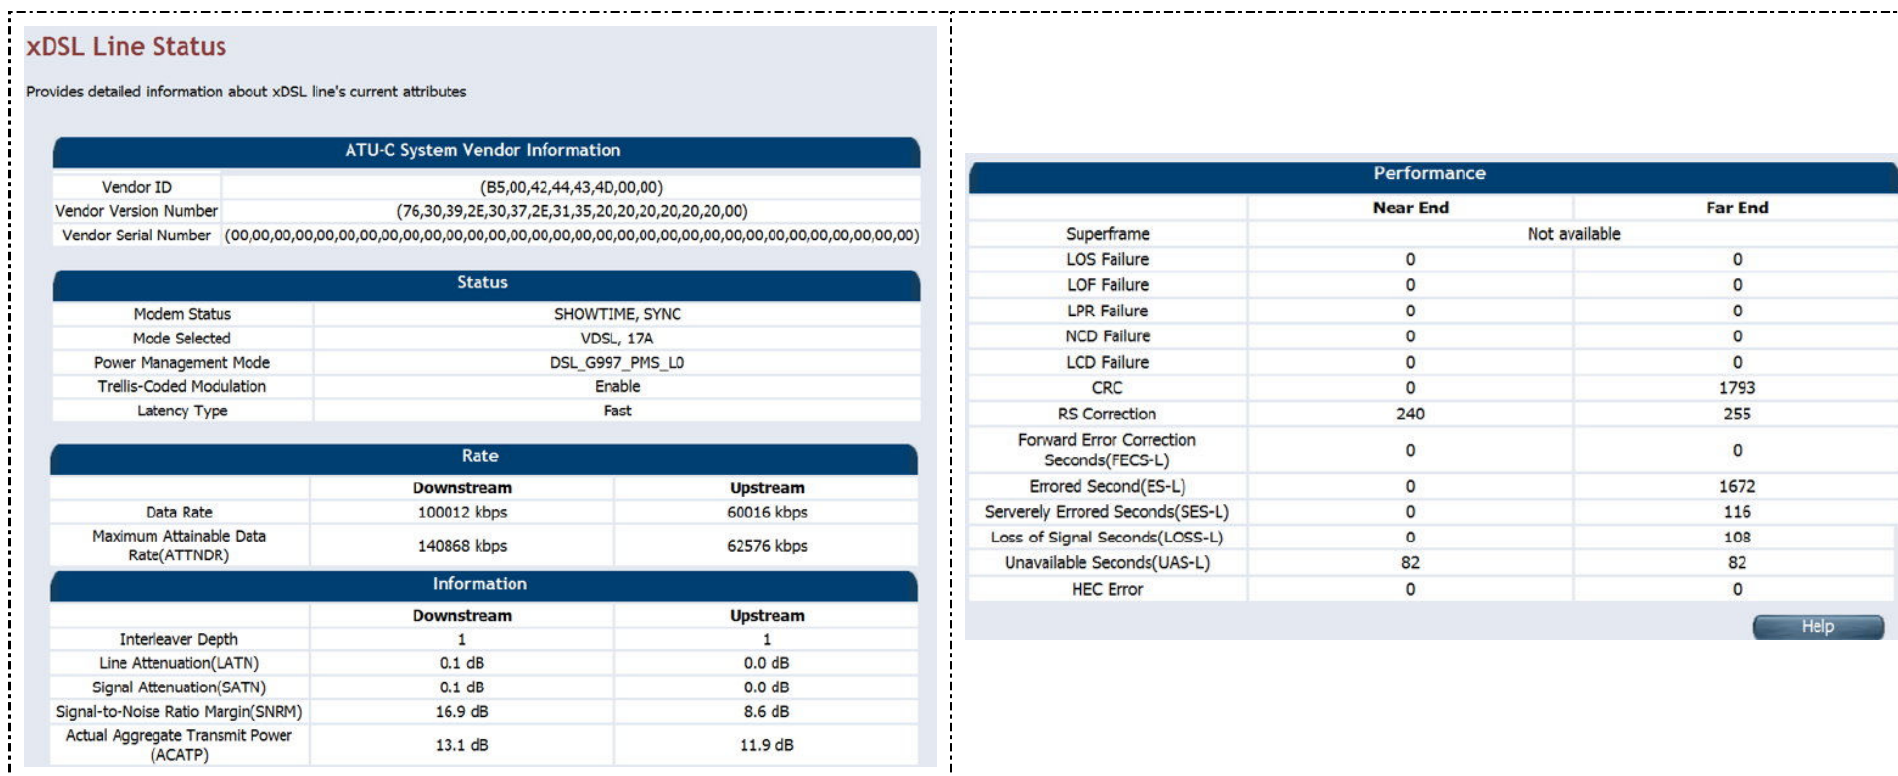 xDSL Line Status
Provides detailed information about xDSL line's current attributes
ATU-C System Vendor Information
Vendor ID (B5,00,42,44,43,4D,00,00)
Vendor Version Number (76,30,39,2E,30,37,2E,31,35,20,20,20,20,20,20,00)
Vendor Serial Number (00,00,00,00,00,00,00,00,00,00,00,00,00,00,00,00,00,00,00,00,00,00,00,00,00,00,00,00,00,00,00,00)
Status
Modem Status SHOWTIME, SYNC
Mode Selected VDSL, 17A
Power Management Mode DSL_G997_PMS_L0
Trellis-Coded Modulation Enable
Latency Type Fast
Rate
Downstream Upstream
Data Rate 100012 kbps 60016 kbps
Maximum Attainable Data
Rate(ATTNDR) 140868 kbps 62576 kbps
Information
Downstream Upstream
Interleaver Depth 1 1
Line Attenuation(LATN) 0.1 dB 0.0 dB
Signal Attenuation(SATN) 0.1 dB 0.0 dB
Signal-to-Noise Ratio Margin(SNRM) 16.9 dB 8.6 dB
Actual Aggregate Transmit Power
(ACATP) 13.1 dB 11.9 dB
Performance
Near End Far End
Superframe Not available
LOS Failure 0 0
LOF Failure 0 0
LPR Failure 0 0
NCD Failure 0 0
LCD Failure 0 0
CRC 0 1793
RS Correction 240 255
Forward Error Correction
Seconds(FECS-L) 0 0
Errored Second(ES-L) 0 1672
Serverely Errored Seconds(SES-L) 0 116
Loss of Signal Seconds(LOSS-L) 0 108
Unavailable Seconds(UAS-L) 82 82
HEC Error 0 0
Help